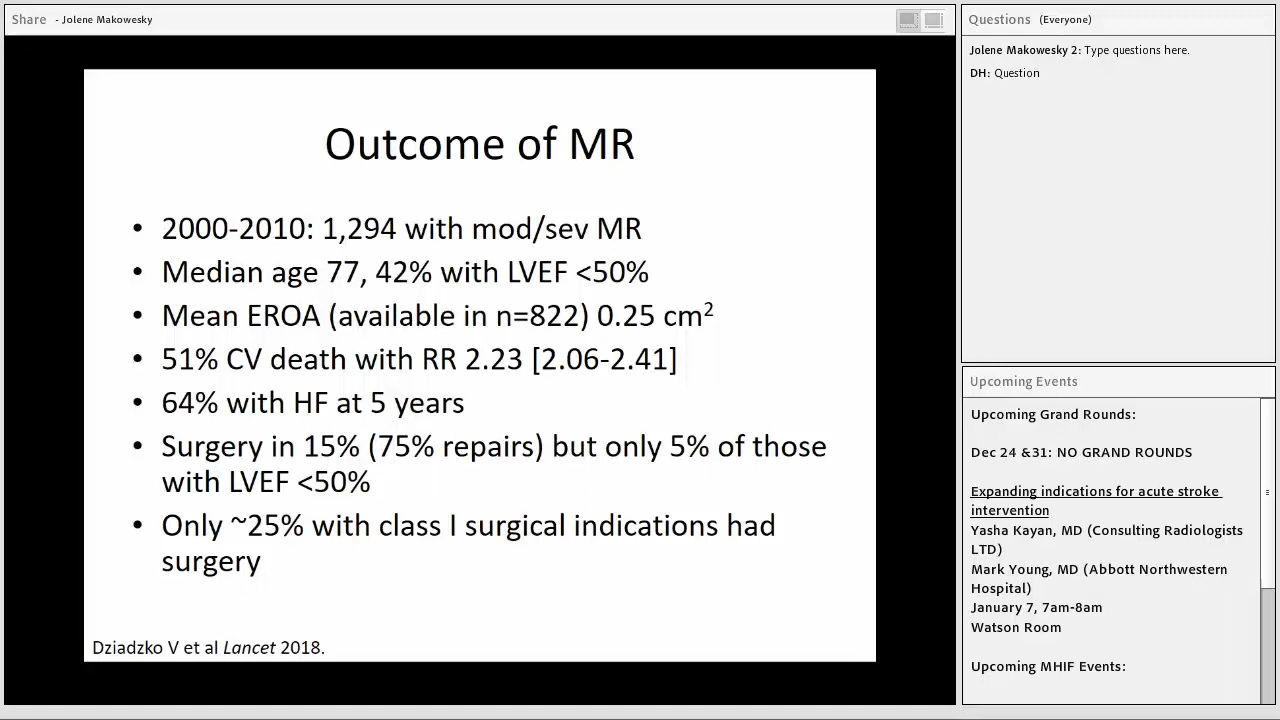 Share - Jolene Makowesky
Outcome of MR
• 2000-2010: 1,294 with mod/sev MR
• Median age 77, 42% with LVEF <50%
• Mean EROA (available in n=822) 0.25 cm²
• 51% CV death with RR 2.23 [2.06-2.41]
• 64% with HF at 5 years
• Surgery in 15% (75% repairs) but only 5% of those
with LVEF <50%
• Only ~25% with class I surgical indications had
surgery
Dziadzko V et al Lancet 2018.
Questions (Everyone)
Jolene Makowesky 2: Type questions here.
DH: Question
Upcoming Events
Upcoming Grand Rounds:
Dec 24 &31: NO GRAND ROUNDS
Expanding indications for acute stroke
intervention
Yasha Kayan, MD (Consulting Radiologists
LTD)
Mark Young, MD (Abbott Northwestern
Hospital)
January 7, 7am-8am
Watson Room
Upcoming MHIF Events: